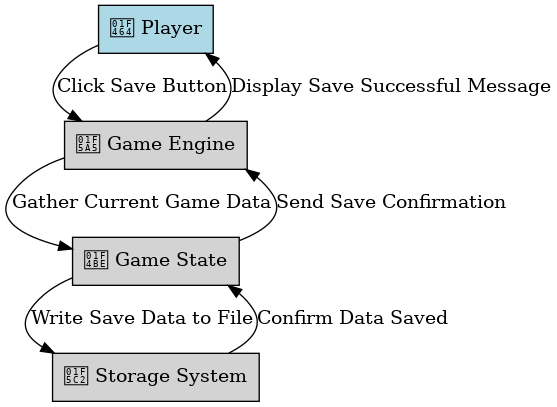 Player
Click Save Button Display Save Successful Message
Game Engine
Gather Current Game Data Send Save Confirmation
Game State
Write Save Data to File Confirm Data Saved
Storage System